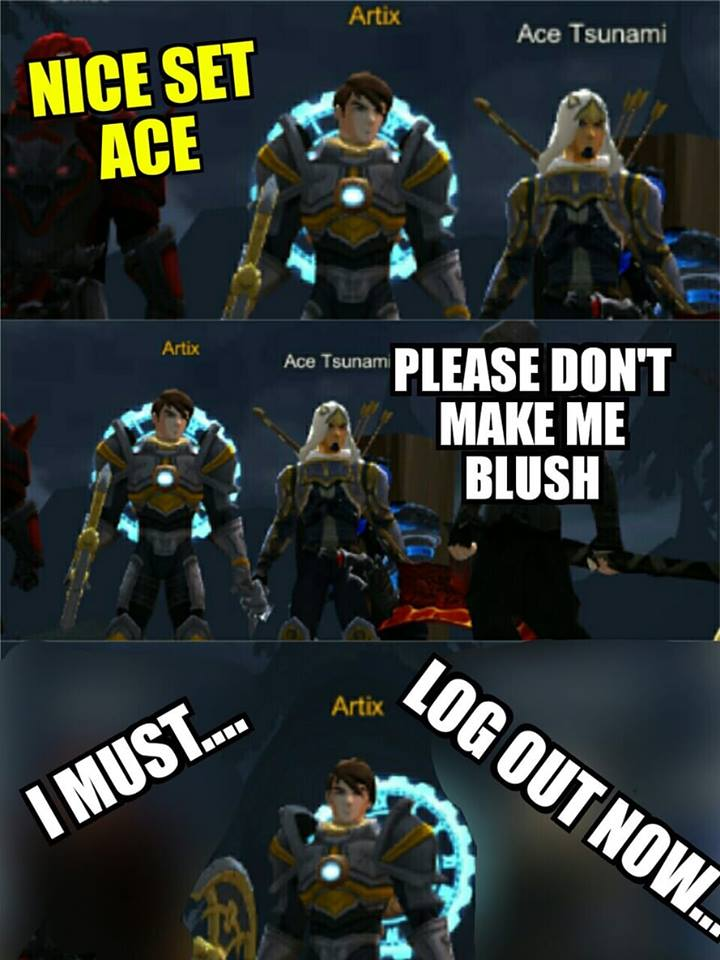 Artix
Ace Tsunami
NICE SET
ACE
Artix
Ace Tsunami
PLEASE DON'T
MAKE ME
BLUSH
Artix
I MUST....
LOG OUT NOW...